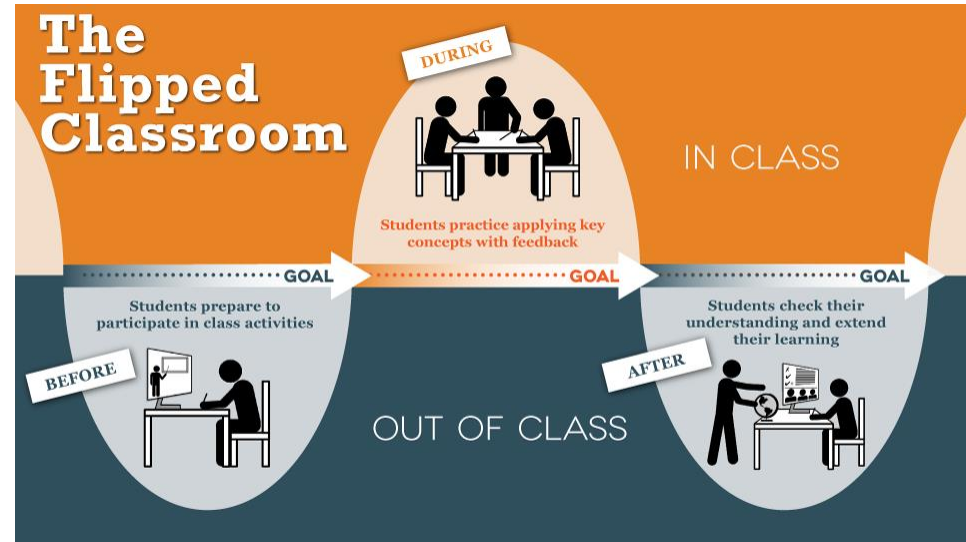 The
Flipped
Classroom
DURING
IN CLASS
Students practice applying key
concepts with feedback
GOAL
GOAL
GOAL
Students prepare to
participate in class activities
BEFORE
OUT OF CLASS
Students check their
understanding and extend
their learning
AFTER